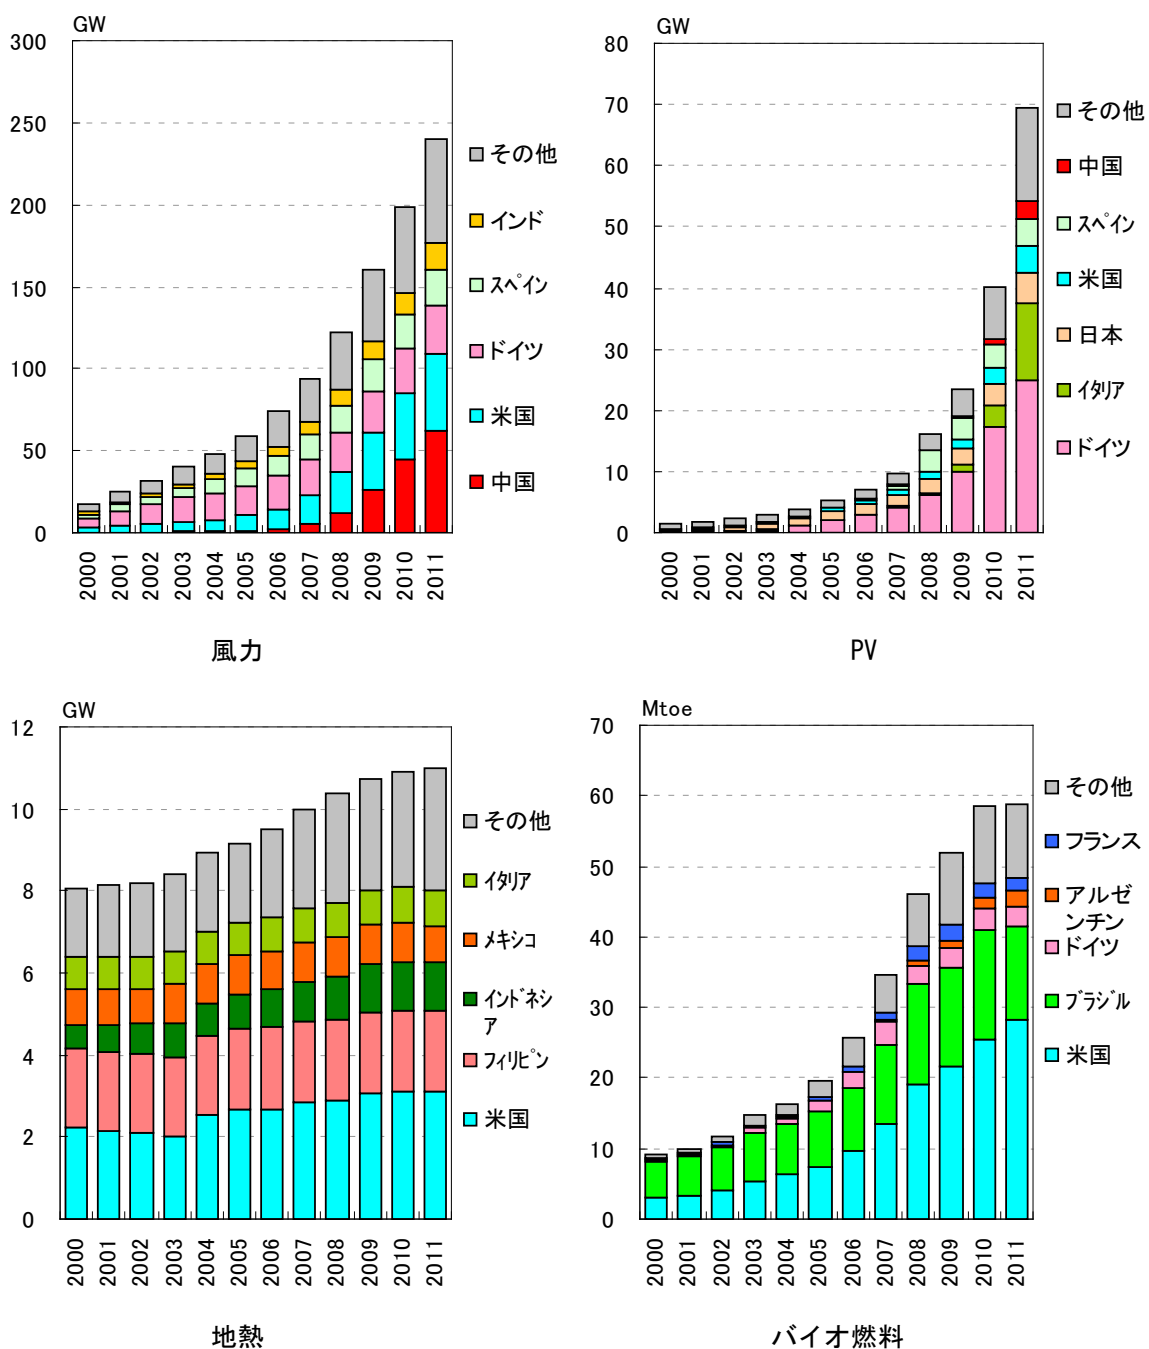 GW
300
250
200
150
100
50
0
その他
インド
スペイン
ドイツ
米国
中国
2000
2001
2002
2003
2004
2005
2006
2007
2008
2009
2010
2011
風力
GW
80
70
60
50
40
30
20
10
0
その他
中国
スペイン
米国
日本
イタリア
ドイツ
2000
2001
2002
2003
2004
2005
2006
2007
2008
2009
2010
2011
PV
GW
12
10
8
6
4
2
0
その他
イタリア
メキシコ
インドネシ
ア
フィリピン
米国
2000
2001
2002
2003
2004
2005
2006
2007
2008
2009
2010
2011
地熱
Mtoe
70
60
50
40
30
20
10
0
その他
フランス
アルゼ
ンチン
ドイツ
ブラジル
米国
2000
2001
2002
2003
2004
2005
2006
2007
2008
2009
2010
2011
バイオ燃料